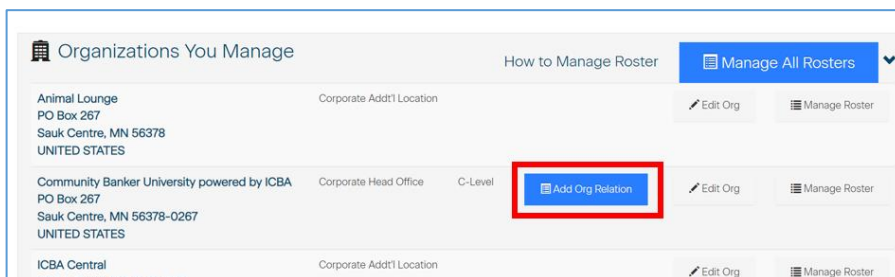 Organizations You Manage
How to Manage Roster
Manage All Rosters
Animal Lounge
PO Box 267
Sauk Centre, MN 56378
UNITED STATES
Corporate Addt'l Location
Edit Org
Manage Roster
Community Banker University powered by ICBA
PO Box 267
Sauk Centre, MN 56378-0267
UNITED STATES
Corporate Head Office
C-Level
Add Org Relation
Edit Org
Manage Roster
ICBA Central
Corporate Addt'l Location
Edit Org
Manage Roster